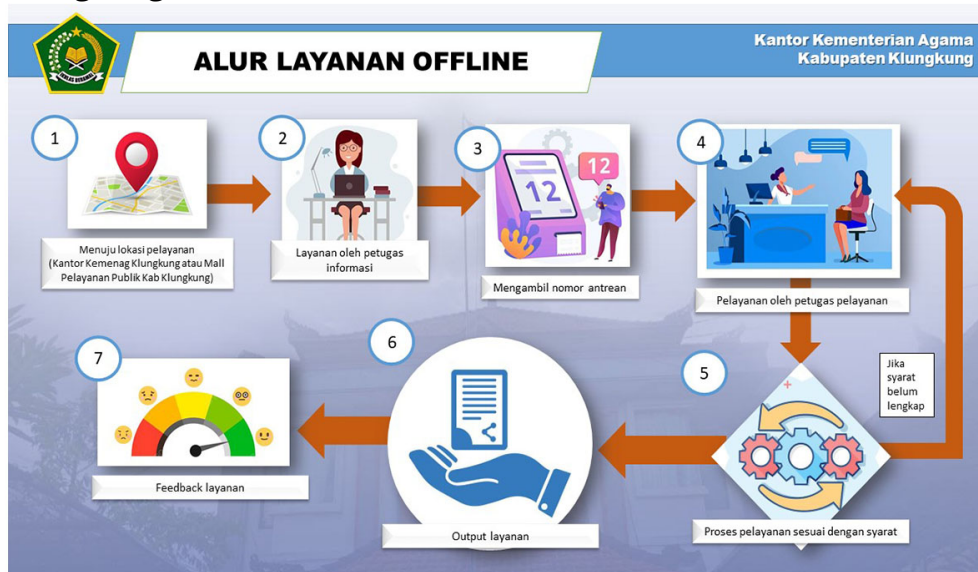 ALUR LAYANAN OFFLINE
Kantor Kementerian Agama
Kabupaten Klungkung
IKHLAS BERAMAL
1
Menuju lokasi pelayanan
(Kantor Kemenag Klungkung atau Mall
Pelayanan Publik Kab Klungkung)
2
Layanan oleh petugas
informasi
3
12
12
Mengambil nomor antrean
4
Pelayanan oleh petugas pelayanan
5
Jika
syarat
belum
lengkap
Proses pelayanan sesuai dengan syarat
6
Output layanan
7
Feedback layanan